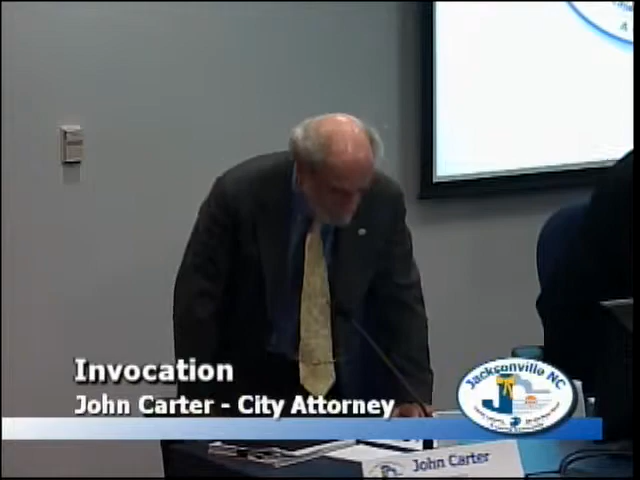 Invocation
John Carter - City Attorney
Jacksonville NC
John Carter